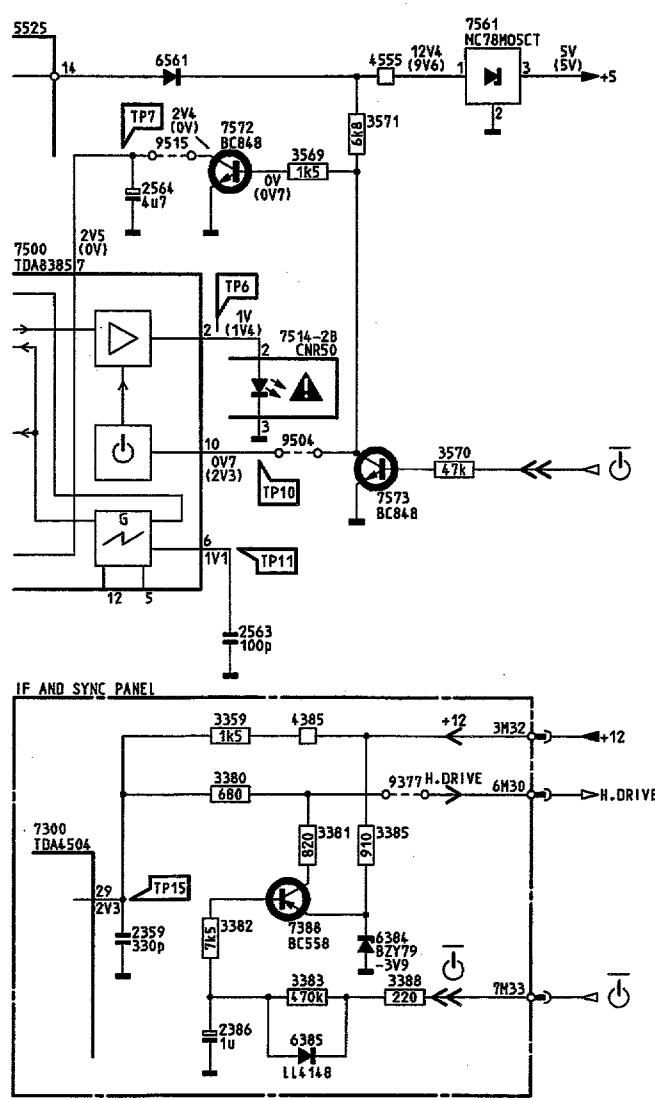 5525
14
6561
4555
12V4
(9V6)
7561
MC78M05CT
1
3
2
5V
(5V)
+5
TP7
2V4
(0V)
9515
7572
BC848
3569
1k5
0V
(0V7)
6k8
3571
2564
4u7
2V5
(0V)
7500
TDA8385
7
TP6
2
1V
(1V4)
7514-2B
CNR50
2
3
10
0V7
(2V3)
9504
TP10
7573
BC848
3570
47k
G
6
1V1
TP11
12
5
2563
100p
IF AND SYNC PANEL
3359
1k5
4385
+12
3M32
+12
3380
680
9377
H.DRIVE
6M30
H.DRIVE
820
3381
910
3385
7300
TDA4504
29
2V3
TP15
2359
330p
7k5
3382
7388
BC558
6384
BZY79
-3V9
3383
470k
3388
220
7M33
2386
1u
6385
LL4148